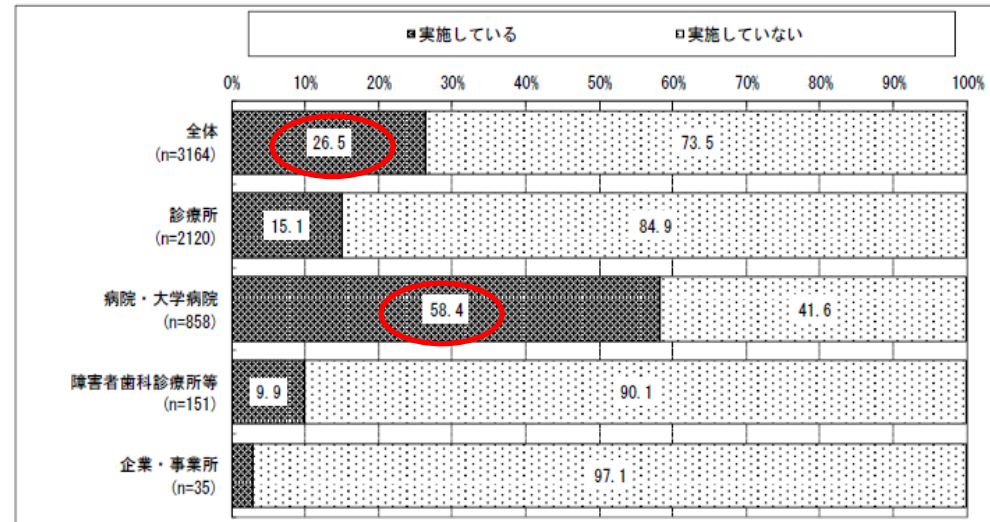 実施している 実施していない
0% 10% 20% 30% 40% 50% 60% 70% 80% 90% 100%
全体
(n=3164)
26.5 73.5
診療所
(n=2120)
15.1 84.9
病院・大学病院
(n=858)
58.4 41.6
障害者歯科診療所等
(n=151)
9.9 90.1
企業・事業所
(n=35)
97.1